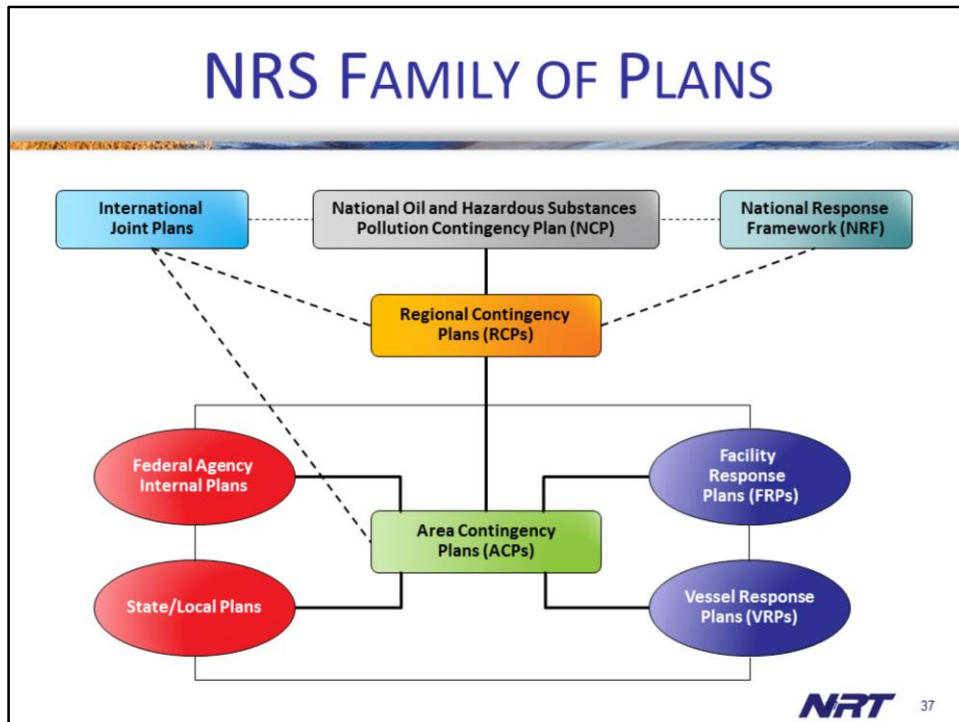 NRS FAMILY OF PLANS
International
Joint Plans
National Oil and Hazardous Substances
Pollution Contingency Plan (NCP)
National Response
Framework (NRF)
Regional Contingency
Plans (RCPs)
Federal Agency
Internal Plans
Facility
Response
Plans (FRPs)
Area Contingency
Plans (ACPs)
State/Local Plans
Vessel Response
Plans (VRPs)
NRT
37